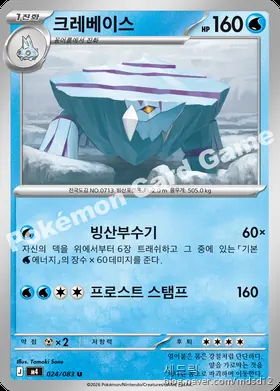 1진화
크레베이스
HP 160
꽁어름에서 진화
전국도감 NO.0713 빙산포켓몬 키: 2.0m 몸무게: 505.0kg
Pokémon Card Game
빙산부수기 60×
자신의 덱을 위에서부터 6장 트래쉬하고 그 중에 있는 「기본
에너지」의 장수×60데미지를 준다.
프로스트 스탬프 160
약점 ×2 저항력 후퇴
Illus. Tomoki Sano
J m4 024/083 U
©2026 Pokémon/Nintendo/Creatures/GAME FREAK